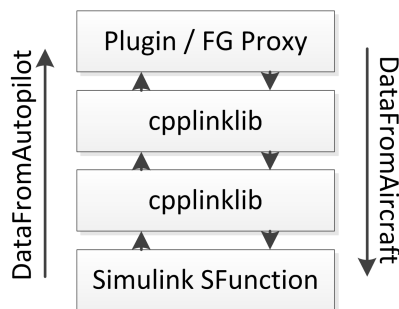 Plugin / FG Proxy
cpplinklib
cpplinklib
Simulink SFunction
DataFromAutopilot
DataFromAircraft